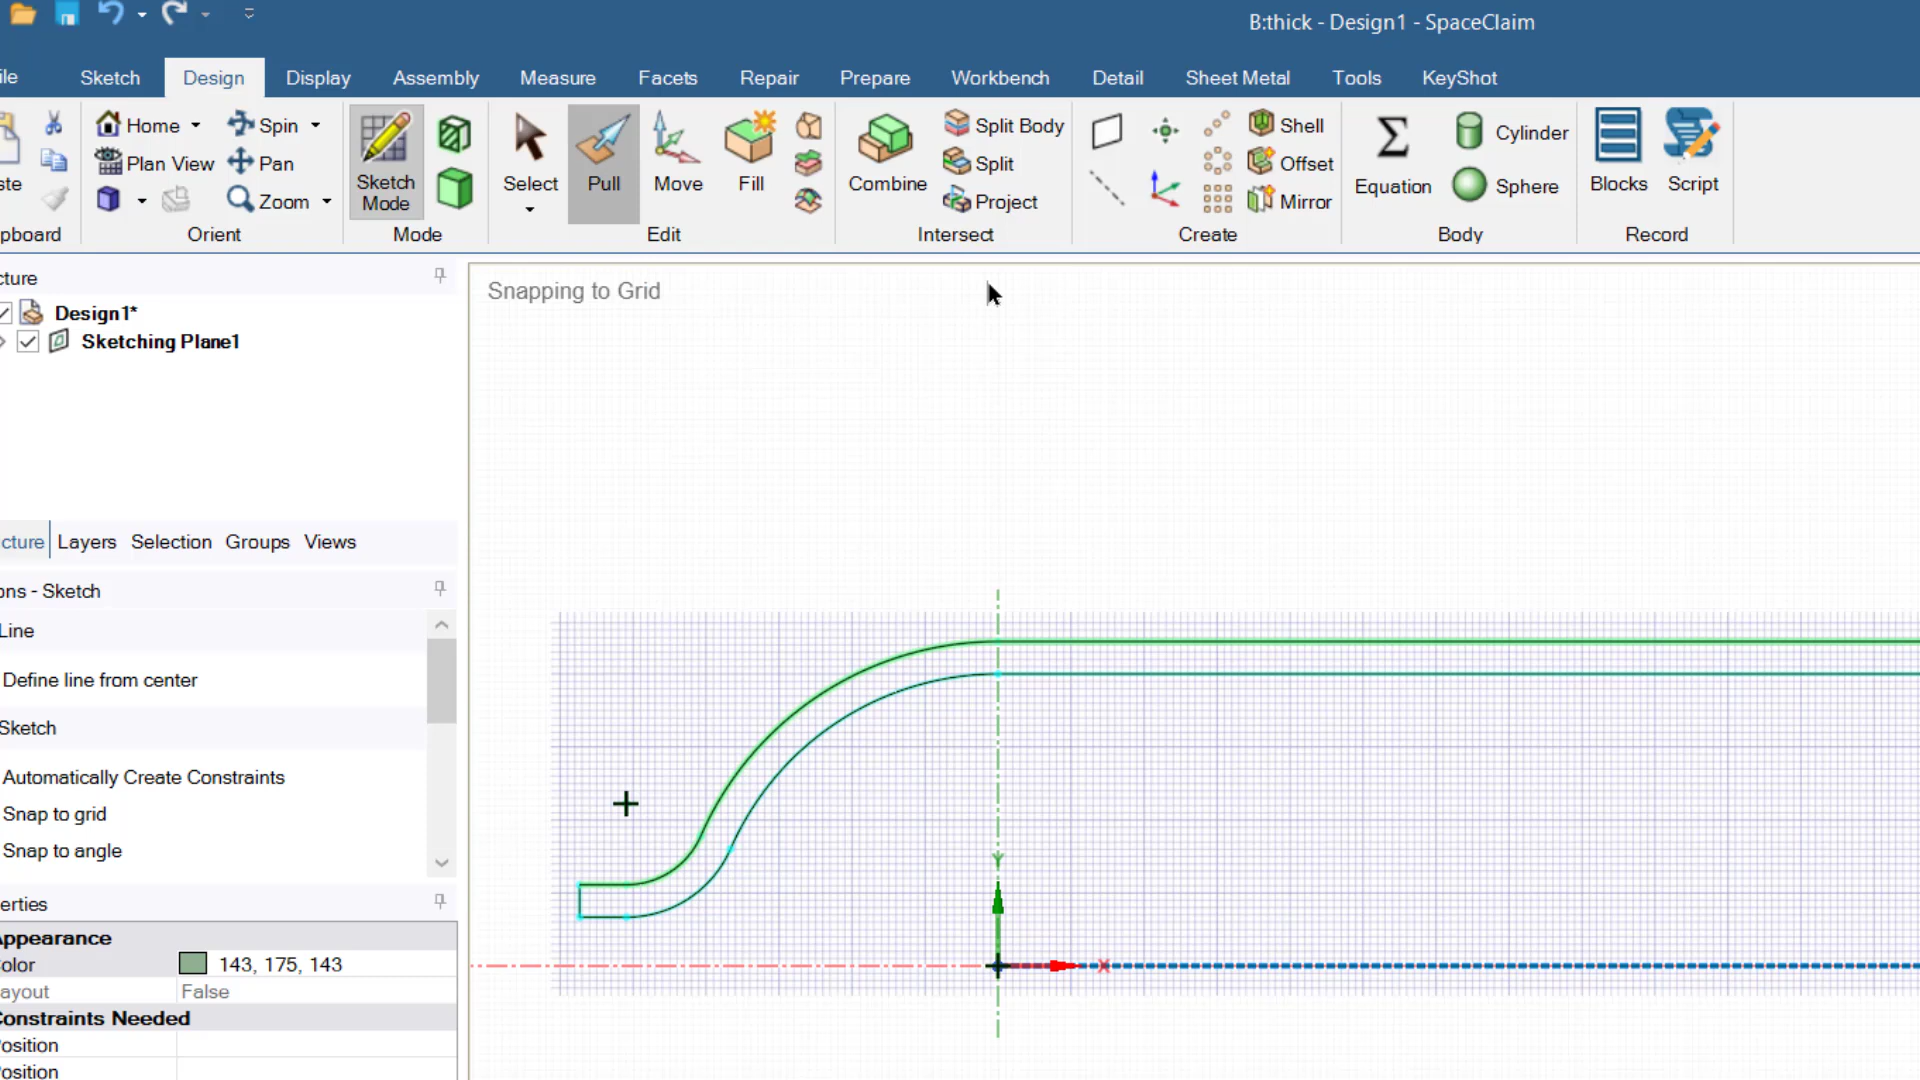 B:thick - Design1 - SpaceClaim
ile Sketch Design Display Assembly Measure Facets Repair Prepare Workbench Detail Sheet Metal Tools KeyShot
Home Spin
Plan View Pan
Zoom
ste
Sketch Mode
Select Pull Move Fill
Combine
Split Body
Split
Project
Shell
Offset
Mirror
Equation
Cylinder
Sphere
Blocks Script
pboard Orient Mode Edit Intersect Create Body Record
cture
Design1*
Sketching Plane1
cture Layers Selection Groups Views
ons - Sketch
Line
Define line from center
Sketch
Automatically Create Constraints
Snap to grid
Snap to angle
erties
Appearance
olor 143, 175, 143
ayout False
Constraints Needed
osition
osition
Snapping to Grid
Y
X